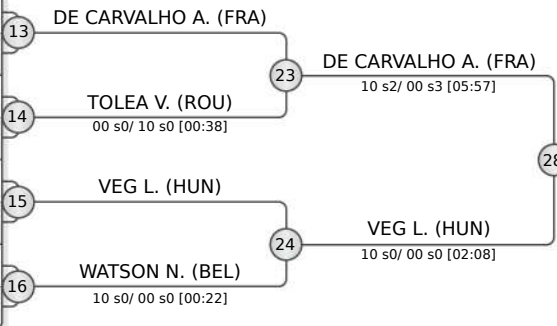 DE CARVALHO A. (FRA)
13
23
DE CARVALHO A. (FRA)
10 s2/ 00 s3 [05:57]
TOLEA V. (ROU)
14
00 s0/ 10 s0 [00:38]
28
VEG L. (HUN)
15
24
VEG L. (HUN)
10 s0/ 00 s0 [02:08]
WATSON N. (BEL)
16
10 s0/ 00 s0 [00:22]